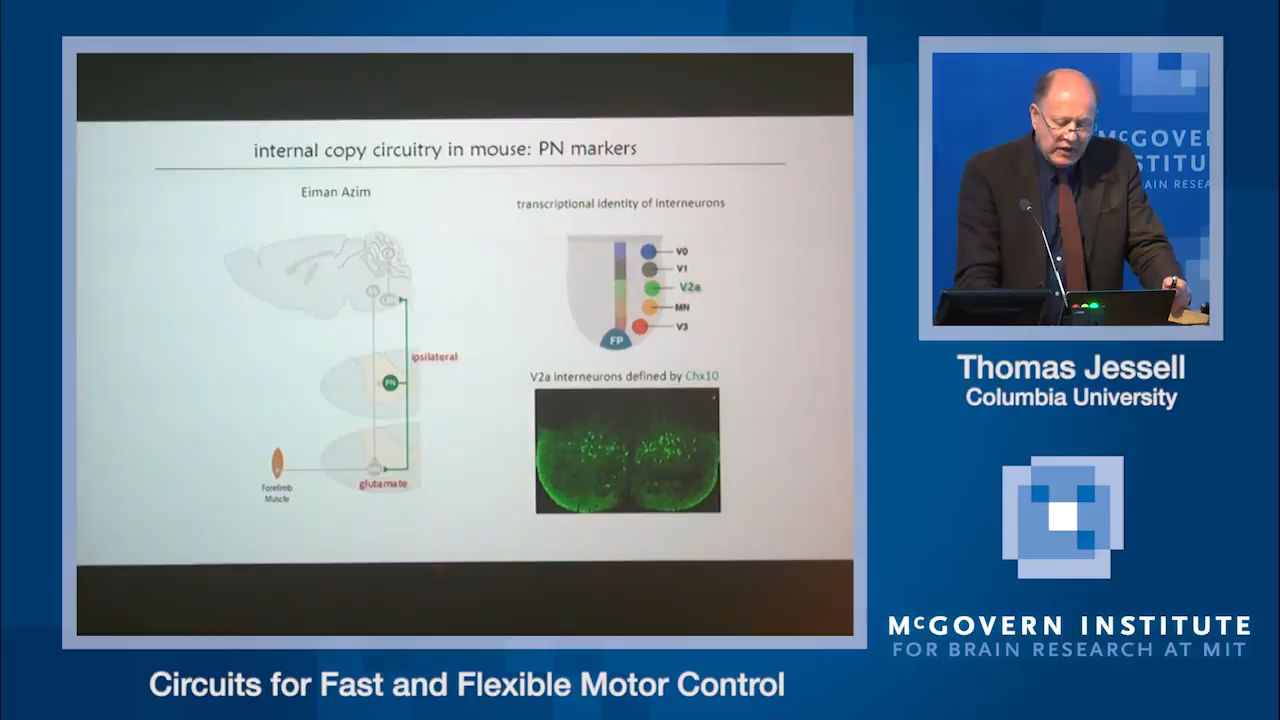 internal copy circuitry in mouse: PN markers
Eiman Azim
transcriptional identity of interneurons
V0
V1
V2a
MN
V3
FP
ipsilateral
PN
Forelimb
Muscle
glutamate
V2a interneurons defined by Chx10
McGOVERN
INSTITUTE
Thomas Jessell
Columbia University
McGOVERN INSTITUTE
FOR BRAIN RESEARCH AT MIT
Circuits for Fast and Flexible Motor Control